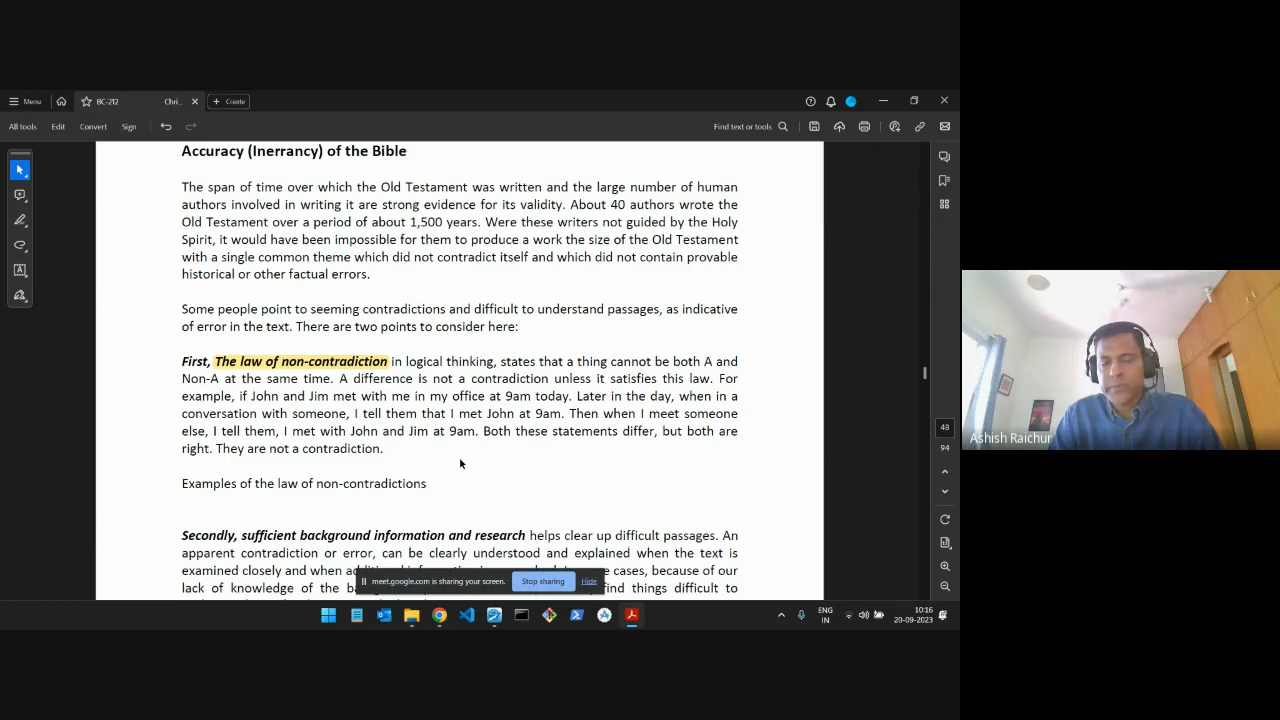 Menu
BC-212
Chri...
+ Create
All tools
Edit
Convert
Sign
Find text or tools
Accuracy (Inerrancy) of the Bible
The span of time over which the Old Testament was written and the large number of human
authors involved in writing it are strong evidence for its validity. About 40 authors wrote the
Old Testament over a period of about 1,500 years. Were these writers not guided by the Holy
Spirit, it would have been impossible for them to produce a work the size of the Old Testament
with a single common theme which did not contradict itself and which did not contain provable
historical or other factual errors.
Some people point to seeming contradictions and difficult to understand passages, as indicative
of error in the text. There are two points to consider here:
First, The law of non-contradiction in logical thinking, states that a thing cannot be both A and
Non-A at the same time. A difference is not a contradiction unless it satisfies this law. For
example, if John and Jim met with me in my office at 9am today. Later in the day, when in a
conversation with someone, I tell them that I met John at 9am. Then when I meet someone
else, I tell them, I met with John and Jim at 9am. Both these statements differ, but both are
right. They are not a contradiction.
Examples of the law of non-contradictions
Secondly, sufficient background information and research helps clear up difficult passages. An
apparent contradiction or error, can be clearly understood and explained when the text is
examined closely and when cases, because of our
lack of knowledge of the find things difficult to
meet.google.com is sharing your screen.
Stop sharing
Hide
48
94
ENG
IN
10:16
20-09-2023
Ashish Raichur